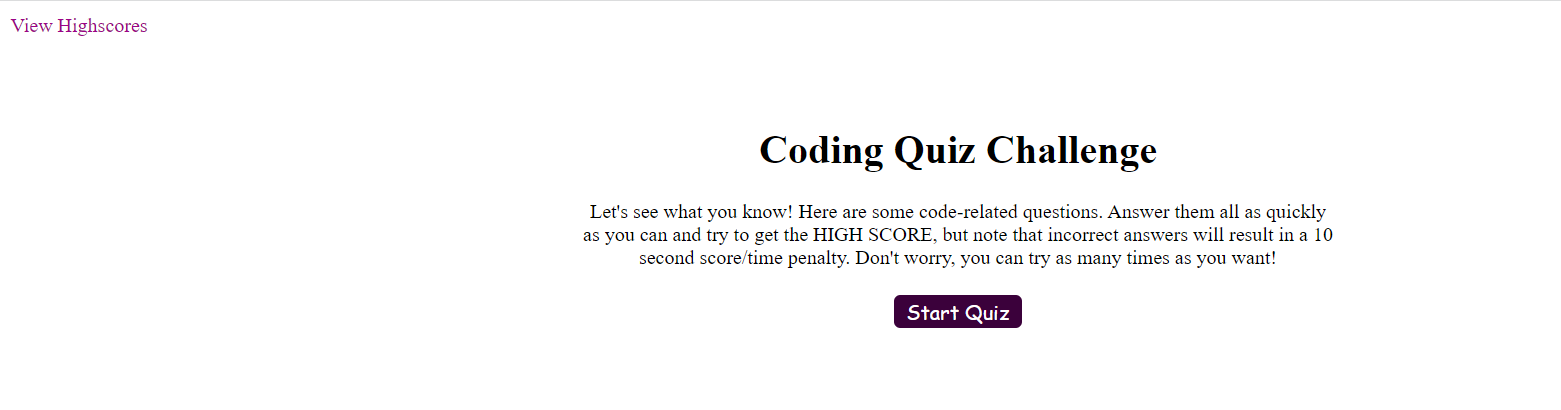 View Highscores
Coding Quiz Challenge
Let's see what you know! Here are some code-related questions. Answer them all as quickly
as you can and try to get the HIGH SCORE, but note that incorrect answers will result in a 10
second score/time penalty. Don't worry, you can try as many times as you want!
Start Quiz